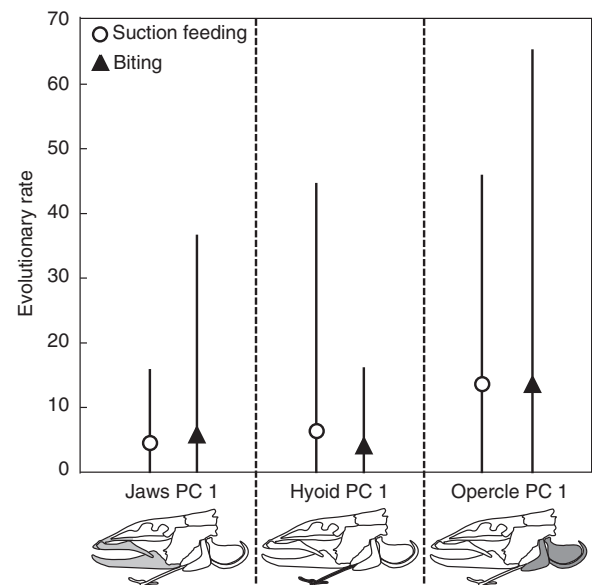 Suction feeding
Biting
Evolutionary rate
70
60
50
40
30
20
10
0
Jaws PC 1 Hyoid PC 1 Opercle PC 1